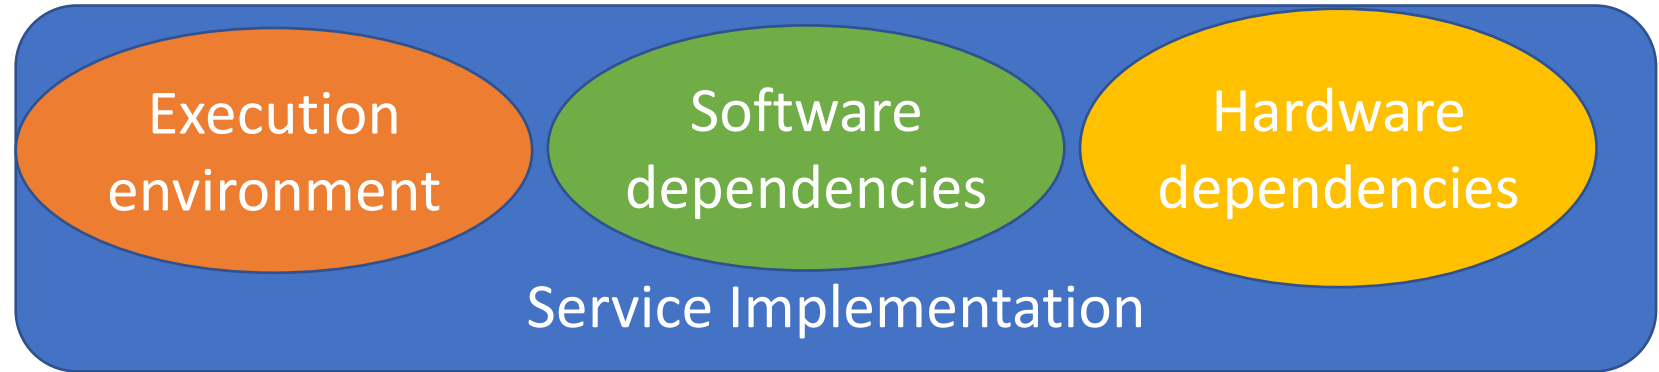 Execution
environment
Software
dependencies
Hardware
dependencies
Service Implementation